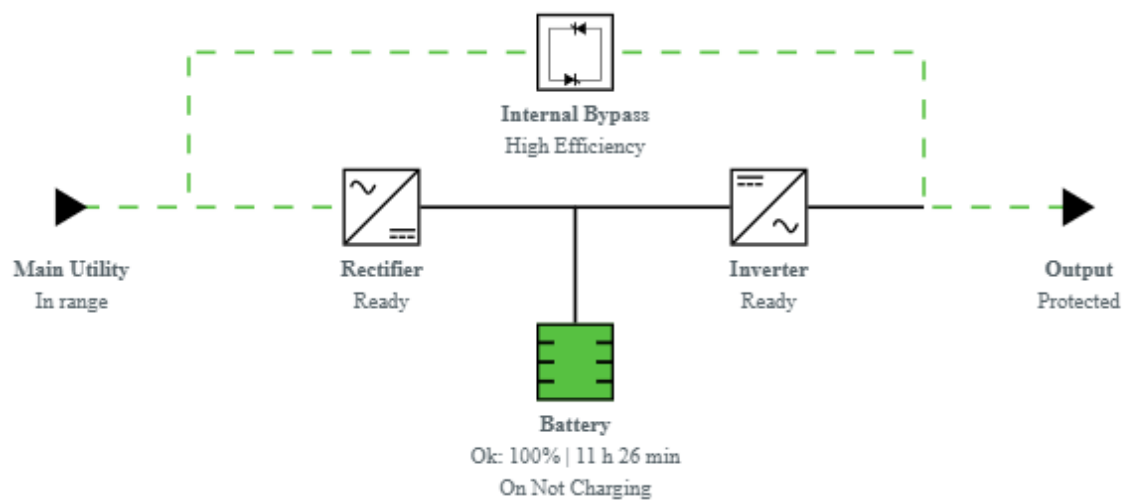 Internal Bypass
High Efficiency
Main Utility
In range
Rectifier
Ready
Inverter
Ready
Output
Protected
Battery
Ok: 100% | 11 h 26 min
On Not Charging